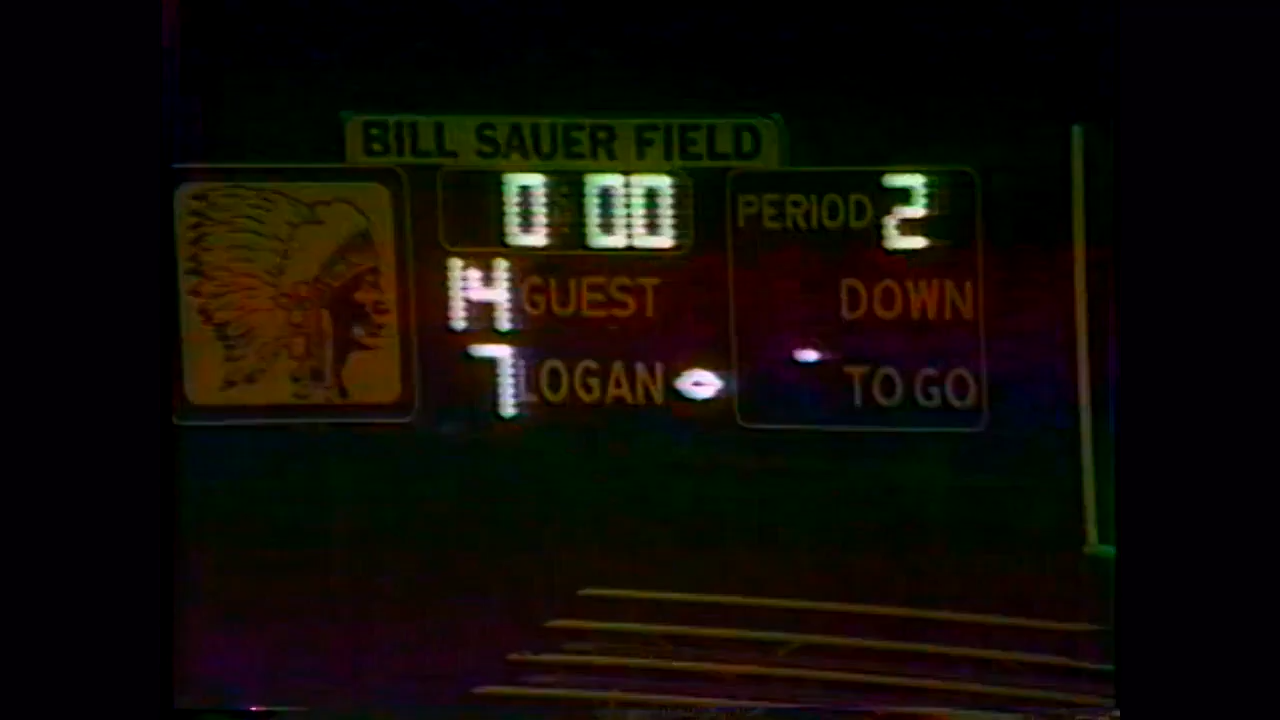 BILL SAUER FIELD
0 00
PERIOD 2
14 GUEST
DOWN
7 LOGAN
TO GO